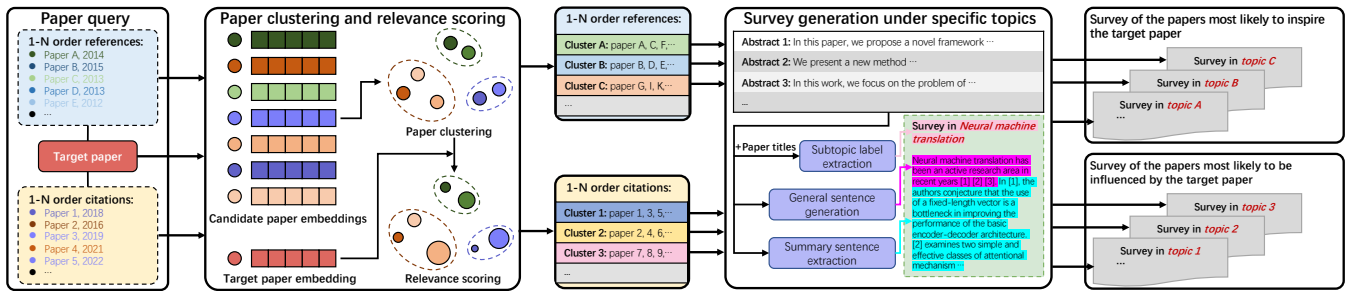 Paper query
1-N order references:
Paper A, 2014
Paper B, 2015
Paper C, 2013
Paper D, 2013
Paper E, 2012
...
Target paper
1-N order citations:
Paper 1, 2018
Paper 2, 2016
Paper 3, 2019
Paper 4, 2021
Paper 5, 2022
...
Paper clustering and relevance scoring
Candidate paper embeddings
Target paper embedding
Paper clustering
Relevance scoring
1-N order references:
Cluster A: paper A, C, F,···
Cluster B: paper B, D, E,···
Cluster C: paper G, I, K,···
...
1-N order citations:
Cluster 1: paper 1, 3, 5,···
Cluster 2: paper 2, 4, 6,···
Cluster 3: paper 7, 8, 9,···
...
Survey generation under specific topics
Abstract 1: In this paper, we propose a novel framework ···
Abstract 2: We present a new method ···
Abstract 3: In this work, we focus on the problem of ···
...
+Paper titles
Subtopic label
extraction
General sentence
generation
Summary sentence
extraction
Survey in Neural machine
translation
Neural machine translation has
been an active research area in
recent years [1] [2] [3]. In [1], the
authors conjecture that the use
of a fixed-length vector is a
bottleneck in improving the
performance of the basic
encoder-decoder architecture.
[2] examines two simple and
effective classes of attentional
mechanism ···
Survey of the papers most likely to inspire
the target paper
Survey in topic C
Survey in topic B
Survey in topic A
...
Survey of the papers most likely to be
influenced by the target paper
Survey in topic 3
Survey in topic 2
Survey in topic 1
...